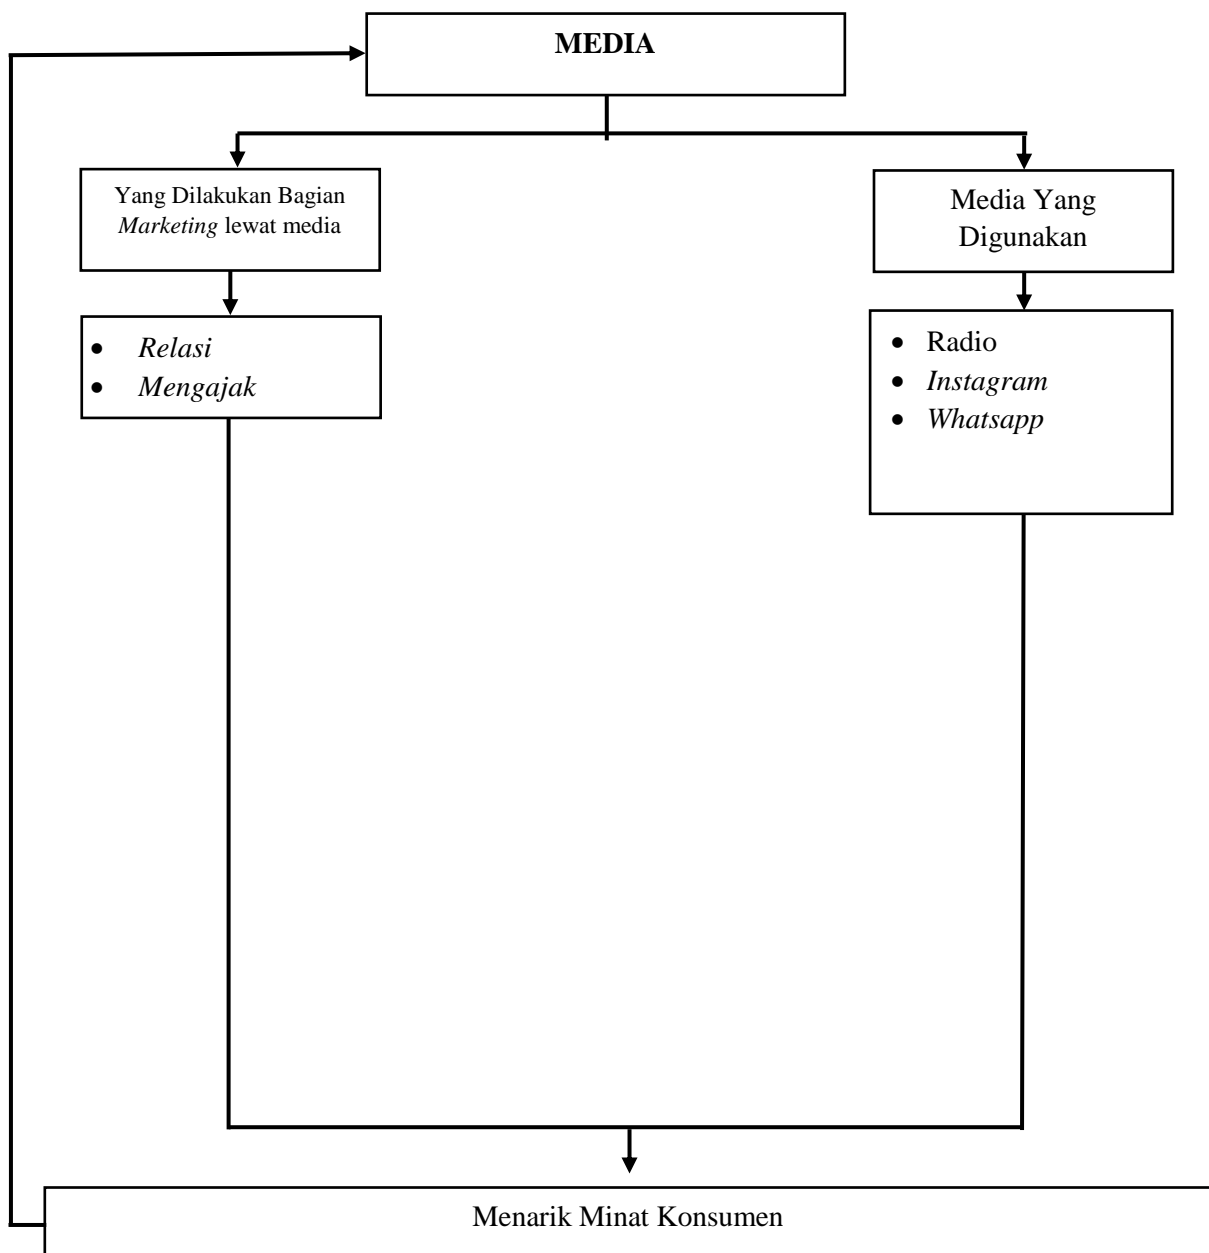 MEDIA
Yang Dilakukan Bagian
Marketing lewat media
Media Yang
Digunakan
• Relasi
• Mengajak
• Radio
• Instagram
• Whatsapp
Menarik Minat Konsumen